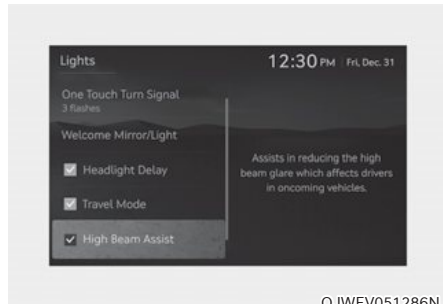 Lights
12:30 PM Fri, Dec. 31
One Touch Turn Signal
3 flashes
Welcome Mirror/Light
Headlight Delay
Travel Mode
High Beam Assist
Assists in reducing the high
beam glare which affects drivers
in oncoming vehicles.
OJWEV051286N